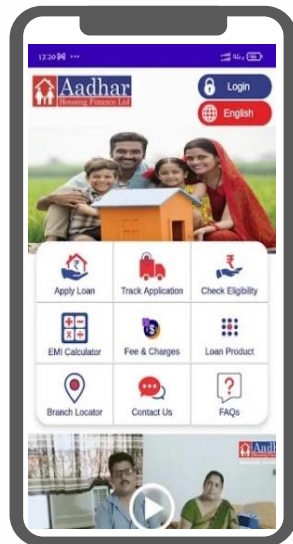 12:20
Aadhar
Housing Finance Ltd
Login
English
Apply Loan
Track Application
Check Eligibility
EMI Calculator
Fee & Charges
Loan Product
Branch Locator
Contact Us
FAQs